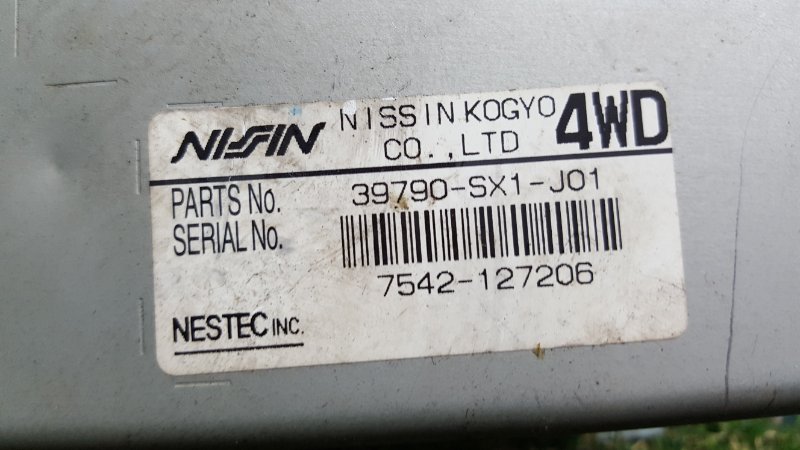 NISSIN NISSIN KOGYO CO.,LTD 4WD
PARTS No. 39790-SX1-J01
SERIAL No.
7542-127206
NESTEC INC.